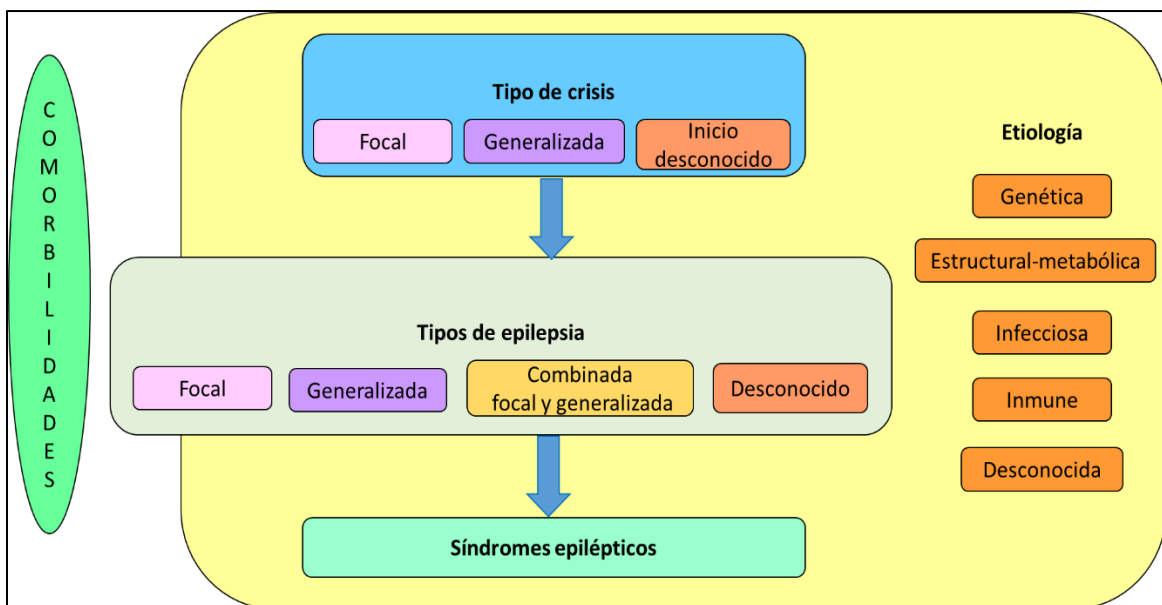 COMORBILIDADES
Tipo de crisis
Focal
Generalizada
Inicio
desconocido
Tipos de epilepsia
Focal
Generalizada
Combinada
focal y generalizada
Desconocido
Síndromes epilépticos
Etiología
Genética
Estructural-metabólica
Infecciosa
Inmune
Desconocida